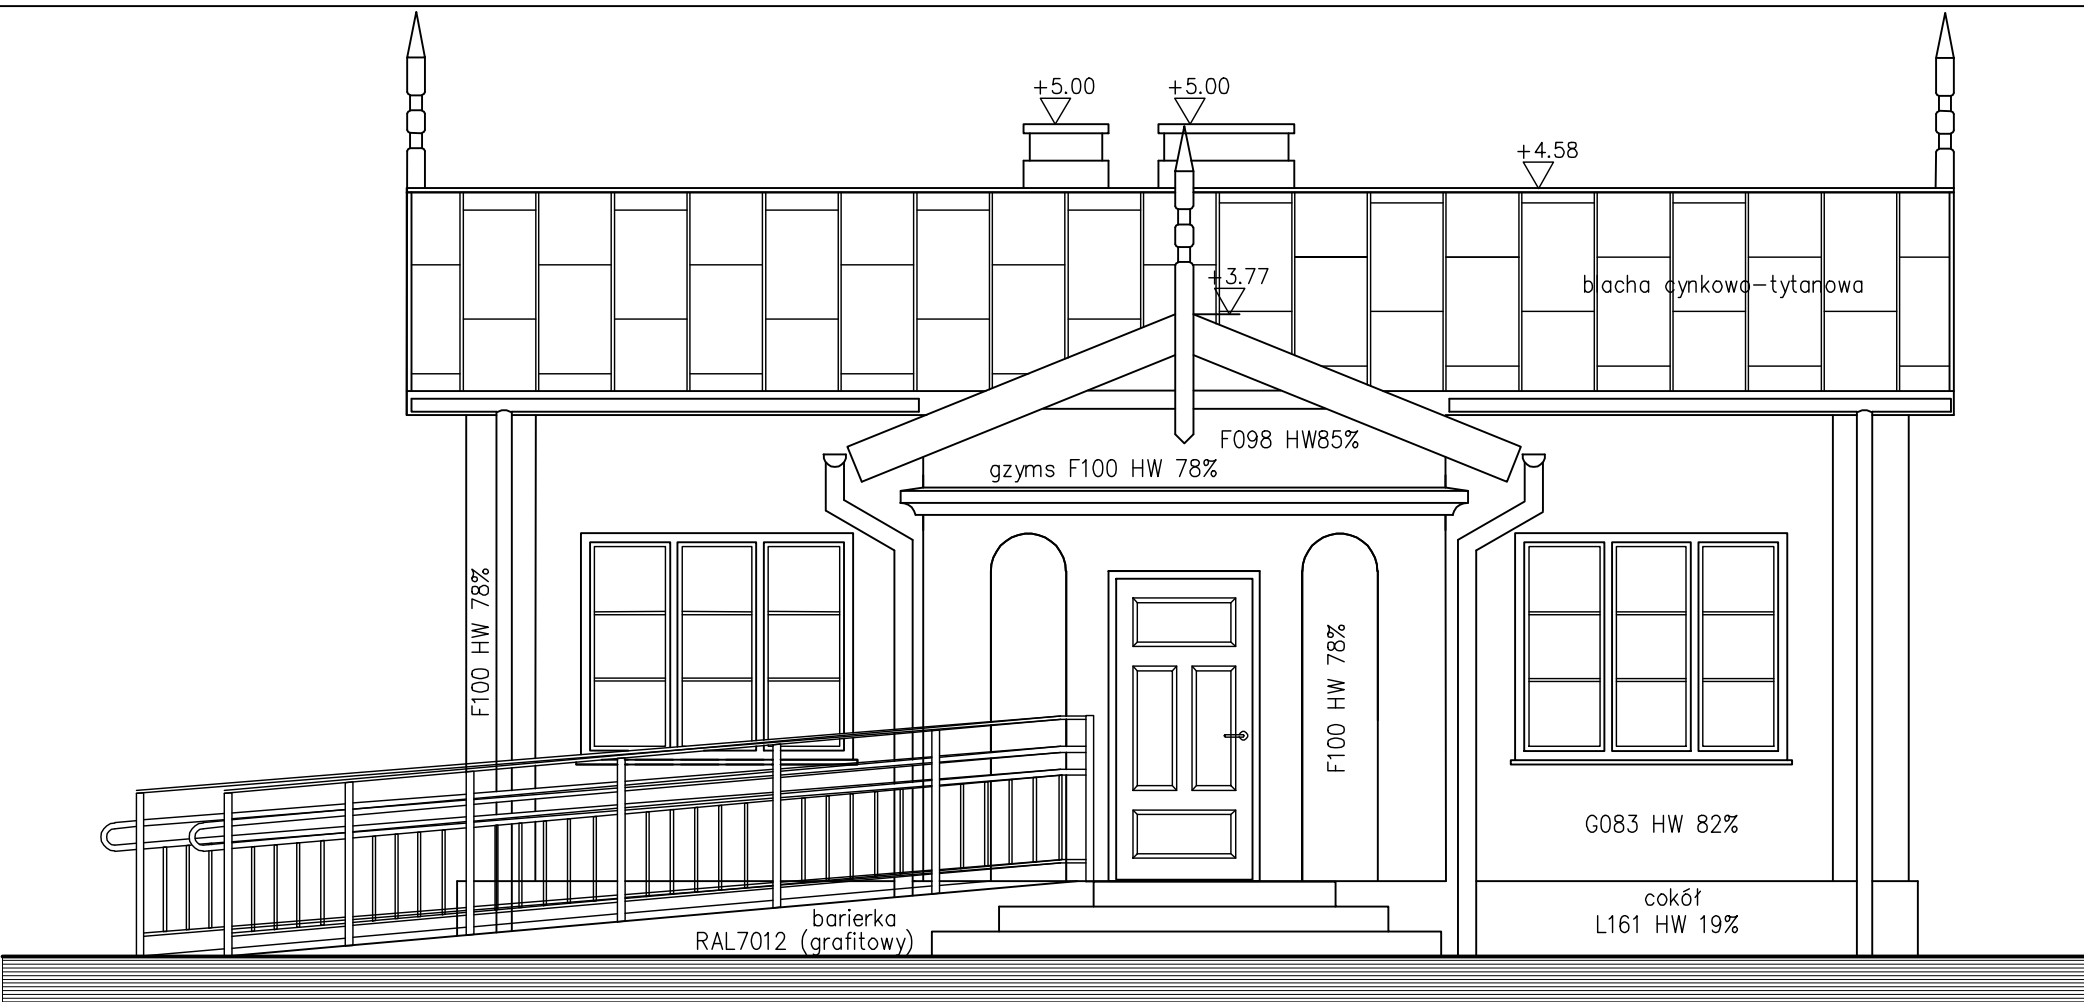 +5.00
+5.00
+4.58
+3.77
blacha cynkowo-tytanowa
F098 HW85%
gzyms F100 HW 78%
F100 HW 78%
F100 HW 78%
G083 HW 82%
cokół
L161 HW 19%
barierka
RAL7012 (grafitowy)